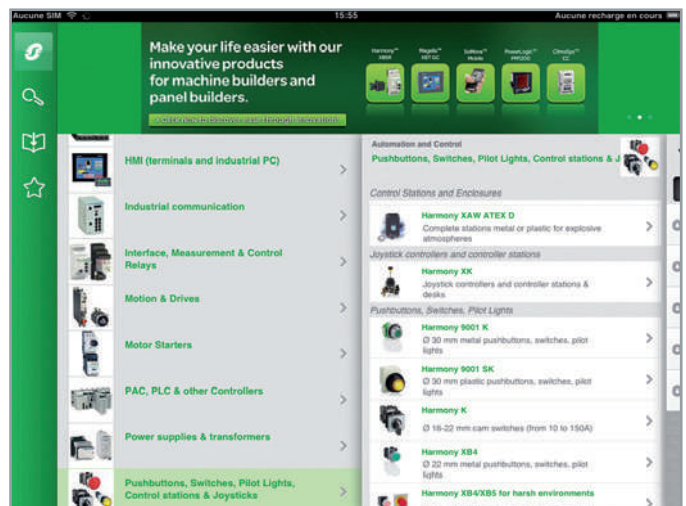 Aucune SIM
15:55
Aucune recharge en cours
Make your life easier with our
innovative products
for machine builders and
panel builders.
Harmony™
Magelis™
SoMove™
Mobile
PowerLogic™
ClimaSys™
CC
HMI (terminals and industrial PC)
Industrial communication
Interface, Measurement & Control
Relays
Motion & Drives
Motor Starters
PAC, PLC & other Controllers
Power supplies & transformers
Pushbuttons, Switches, Pilot Lights,
Control stations & Joysticks
Automation and Control
Pushbuttons, Switches, Pilot Lights, Control stations & J
Control Stations and Enclosures
Harmony XAW ATEX D
Complete stations metal or plastic for explosive
atmospheres
Joystick controllers and controller stations
Harmony XK
Joystick controllers and controller stations &
desks
Pushbuttons, Switches, Pilot Lights
Harmony 9001 K
Ø 30 mm metal pushbuttons, switches, pilot
lights
Harmony 9001 SK
Ø 30 mm plastic pushbuttons, switches, pilot
lights
Harmony K
Ø 16-22 mm cam switches (from 10 to 150A)
Harmony XB4
Ø 22 mm metal pushbuttons, switches, pilot
lights
Harmony XB4/XB5 for harsh environments